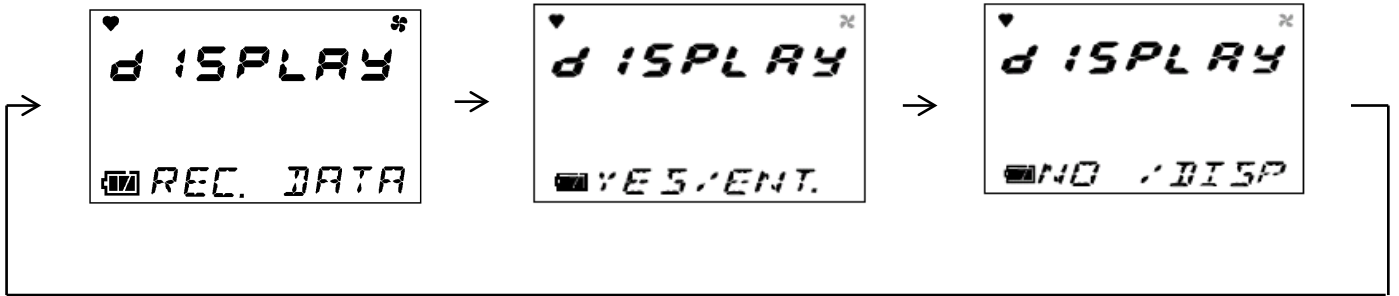 dISPLAY
REC. DATA
dISPLAY
YES/ENT.
dISPLAY
NO /DISP